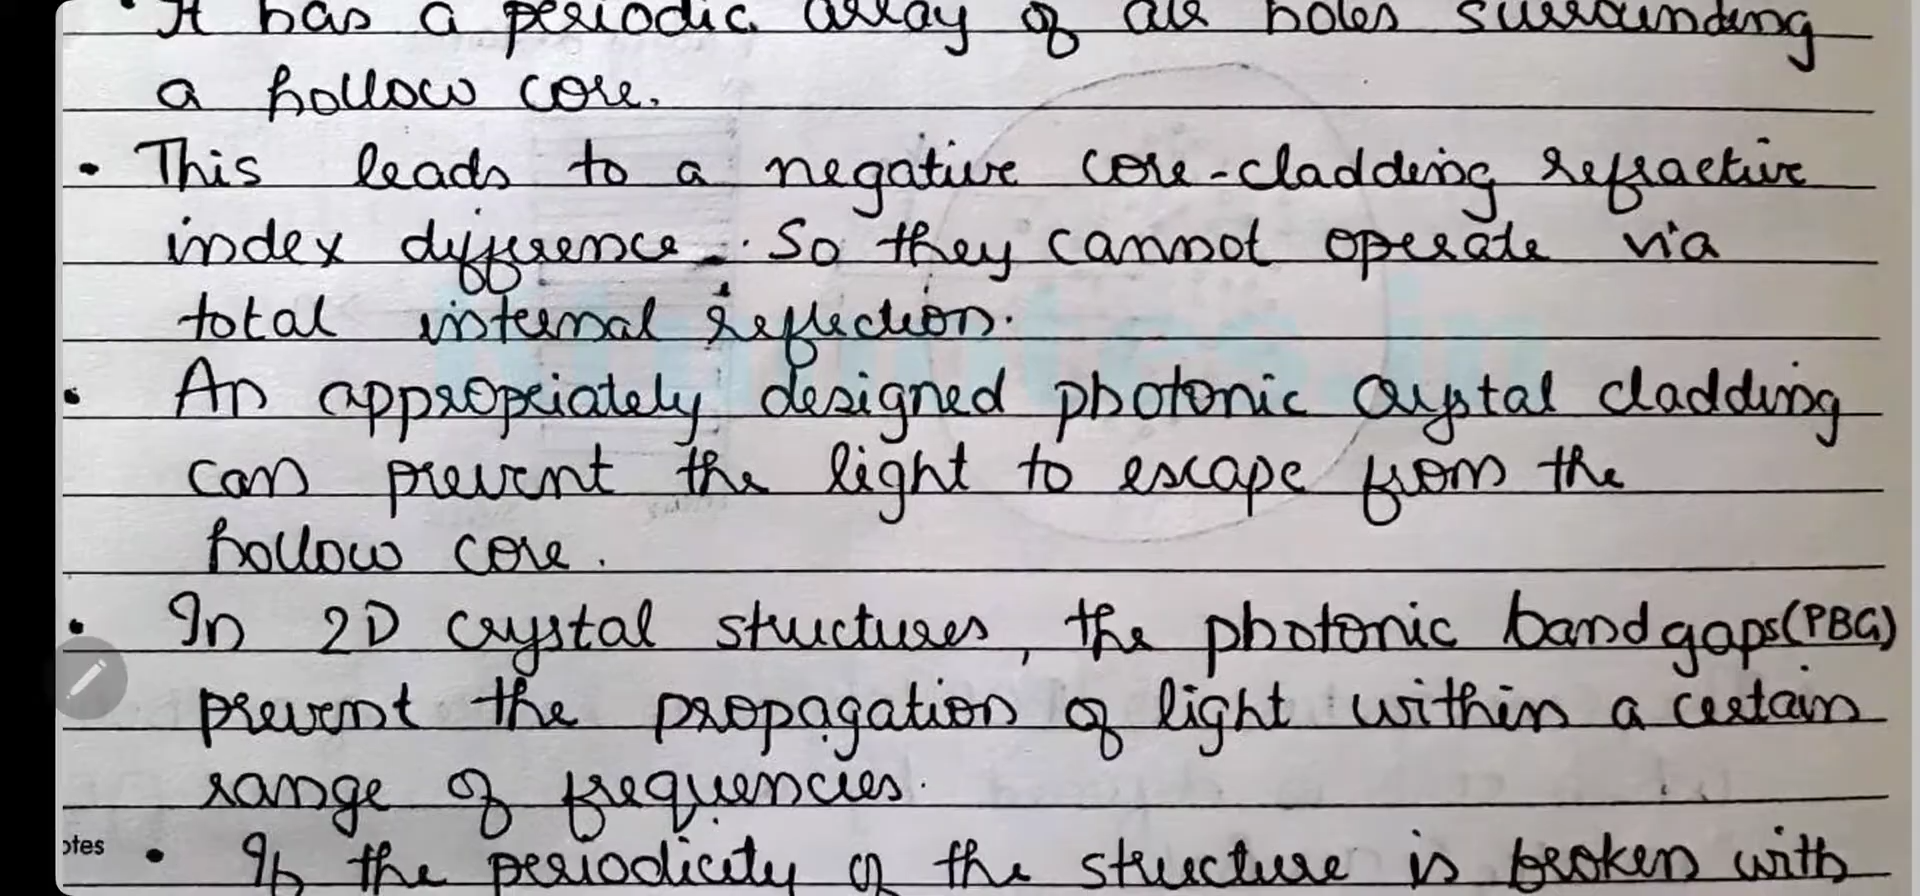 • It has a periodic array of air holes surrounding
a hollow core.
• This leads to a negative core-cladding refractive
index difference. So they cannot operate via
total internal reflection.
• An appropriately designed photonic crystal cladding
can prevent the light to escape from the
hollow core.
• In 2D crystal structures, the photonic bandgaps (PBG)
prevent the propagation of light within a certain
range of frequencies.
otes
• If the periodicity of the structure is broken with